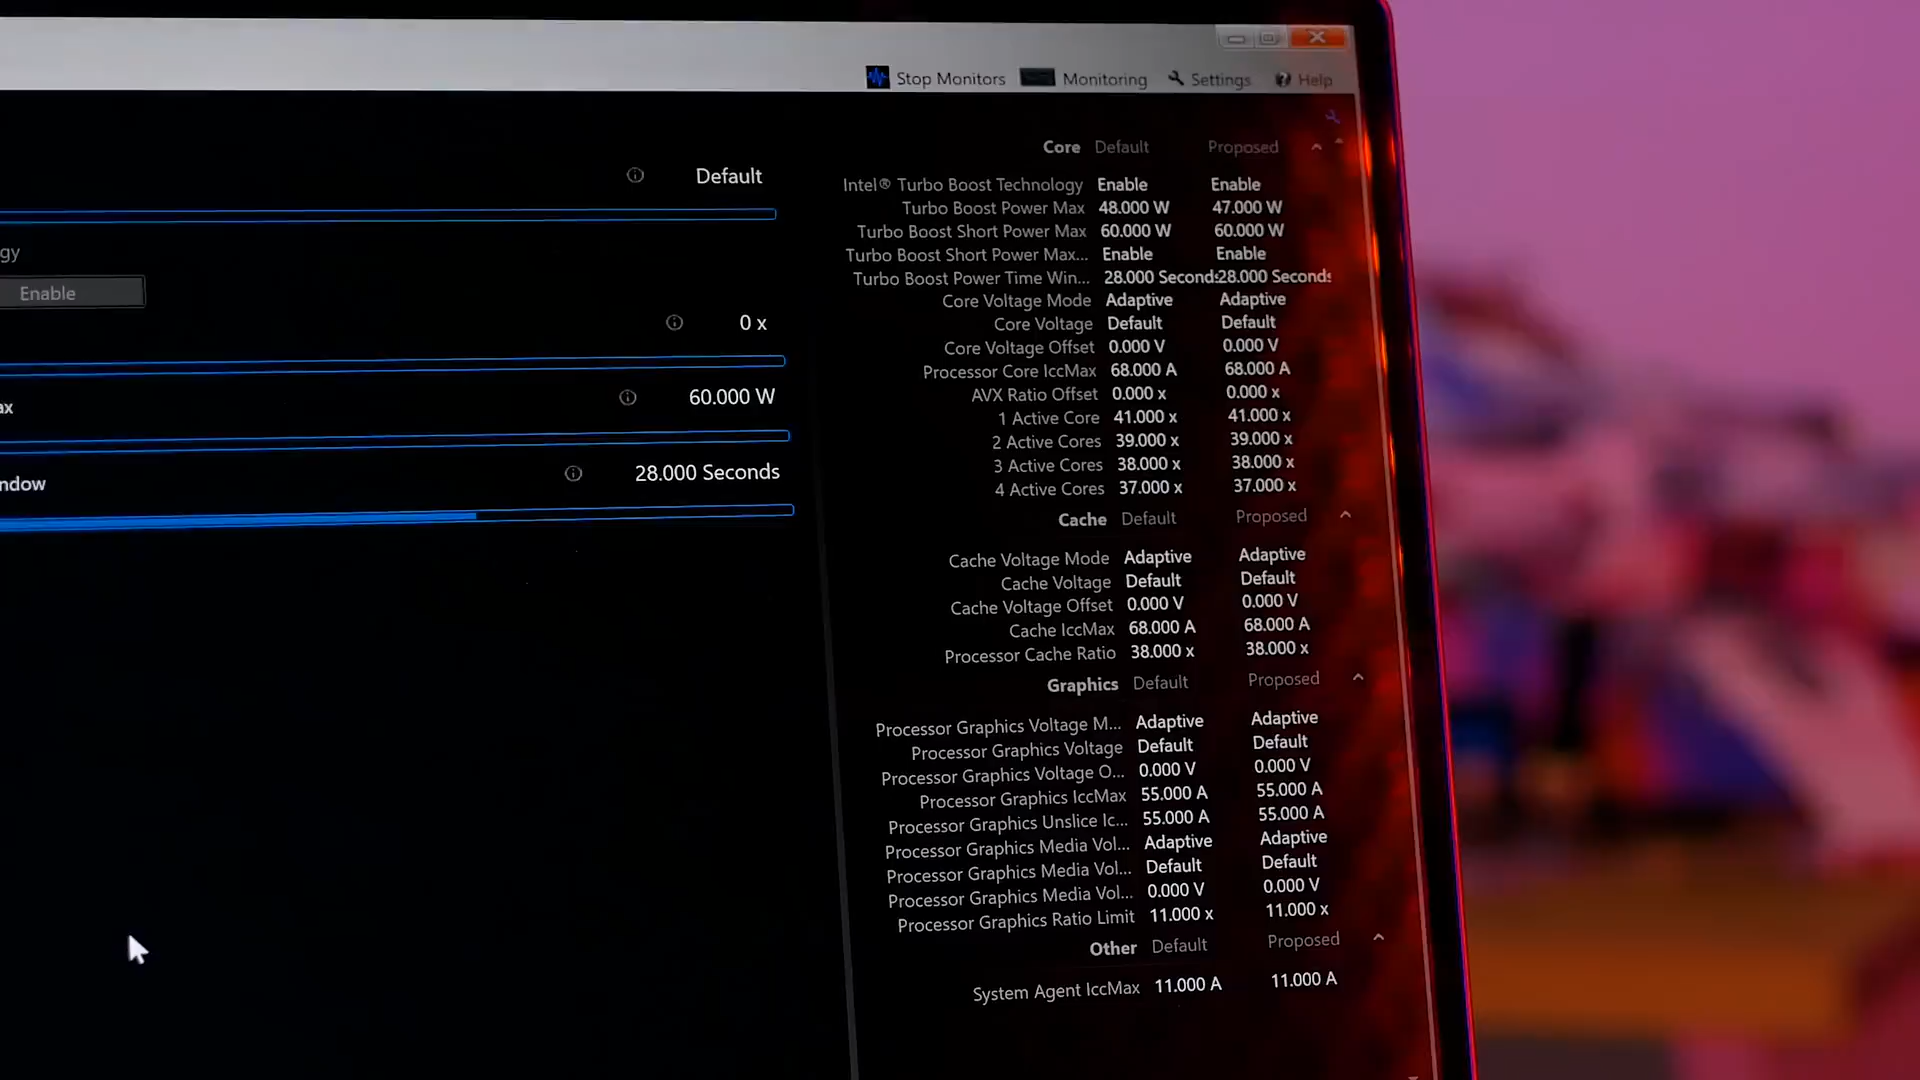 Stop Monitors Monitoring Settings Help
Default
gy
Enable
0 x
ax
60.000 W
ndow
28.000 Seconds
Core Default Proposed
Intel® Turbo Boost Technology Enable Enable
Turbo Boost Power Max 48.000 W 47.000 W
Turbo Boost Short Power Max 60.000 W 60.000 W
Turbo Boost Short Power Max... Enable Enable
Turbo Boost Power Time Win... 28.000 Seconds 28.000 Seconds
Core Voltage Mode Adaptive Adaptive
Core Voltage Default Default
Core Voltage Offset 0.000 V 0.000 V
Processor Core IccMax 68.000 A 68.000 A
AVX Ratio Offset 0.000 x 0.000 x
1 Active Core 41.000 x 41.000 x
2 Active Cores 39.000 x 39.000 x
3 Active Cores 38.000 x 38.000 x
4 Active Cores 37.000 x 37.000 x
Cache Default Proposed
Cache Voltage Mode Adaptive Adaptive
Cache Voltage Default Default
Cache Voltage Offset 0.000 V 0.000 V
Cache IccMax 68.000 A 68.000 A
Processor Cache Ratio 38.000 x 38.000 x
Graphics Default Proposed
Processor Graphics Voltage M... Adaptive Adaptive
Processor Graphics Voltage Default Default
Processor Graphics Voltage O... 0.000 V 0.000 V
Processor Graphics IccMax 55.000 A 55.000 A
Processor Graphics Unslice Ic... 55.000 A 55.000 A
Processor Graphics Media Vol... Adaptive Adaptive
Processor Graphics Media Vol... Default Default
Processor Graphics Media Vol... 0.000 V 0.000 V
Processor Graphics Ratio Limit 11.000 x 11.000 x
Other Default Proposed
System Agent IccMax 11.000 A 11.000 A